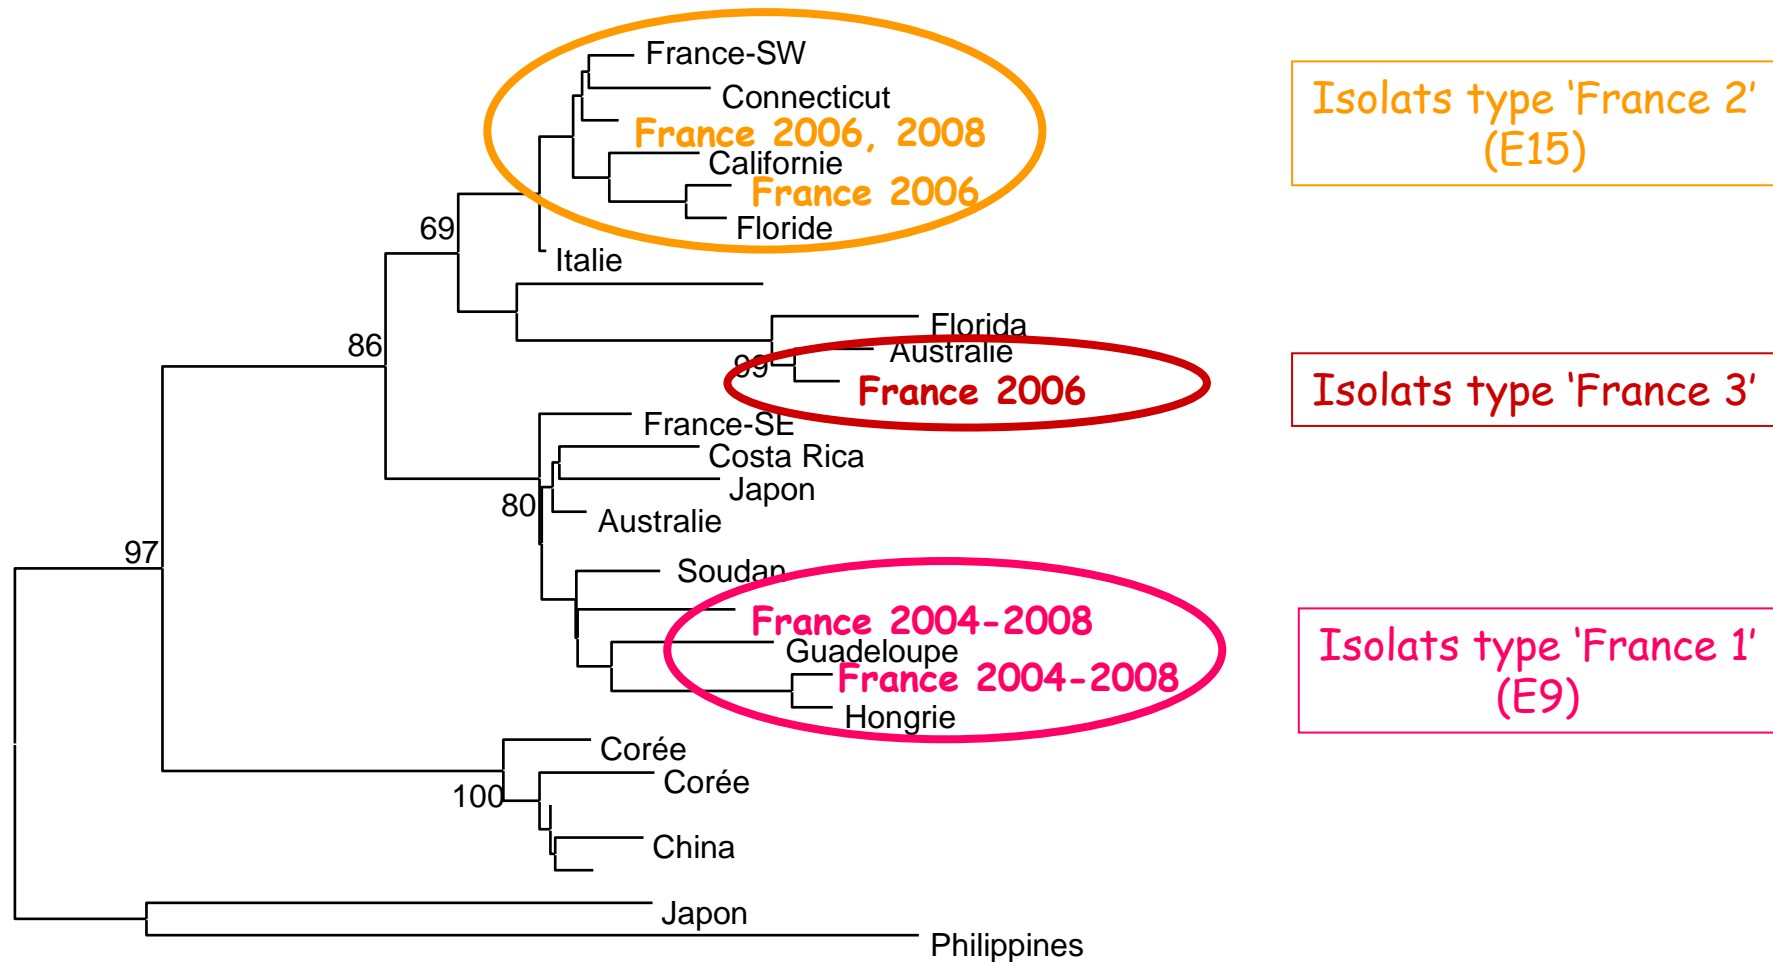 France-SW
Connecticut
France 2006, 2008
Californie
France 2006
Floride
69
Italie
Florida
86
Australie
99
France 2006
France-SE
Costa Rica
Japon
80
Australie
97
Soudan
France 2004-2008
Guadeloupe
France 2004-2008
Hongrie
Corée
Corée
100
China
Japon
Philippines
Isolats type ‘France 2’
(E15)
Isolats type ‘France 3’
Isolats type ‘France 1’
(E9)